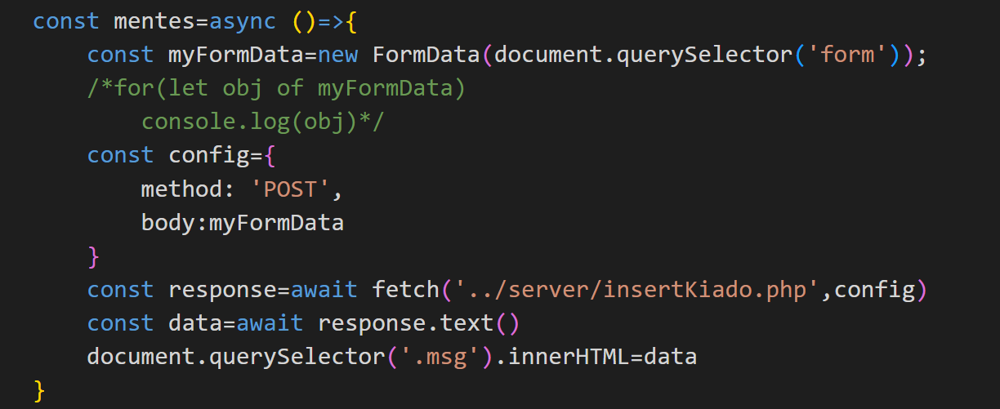 const mentes=async ()=>{
    const myFormData=new FormData(document.querySelector('form'));
    /*for(let obj of myFormData)
        console.log(obj)*/
    const config={
        method: 'POST',
        body:myFormData
    }
    const response=await fetch('../server/insertKiado.php',config)
    const data=await response.text()
    document.querySelector('.msg').innerHTML=data
}